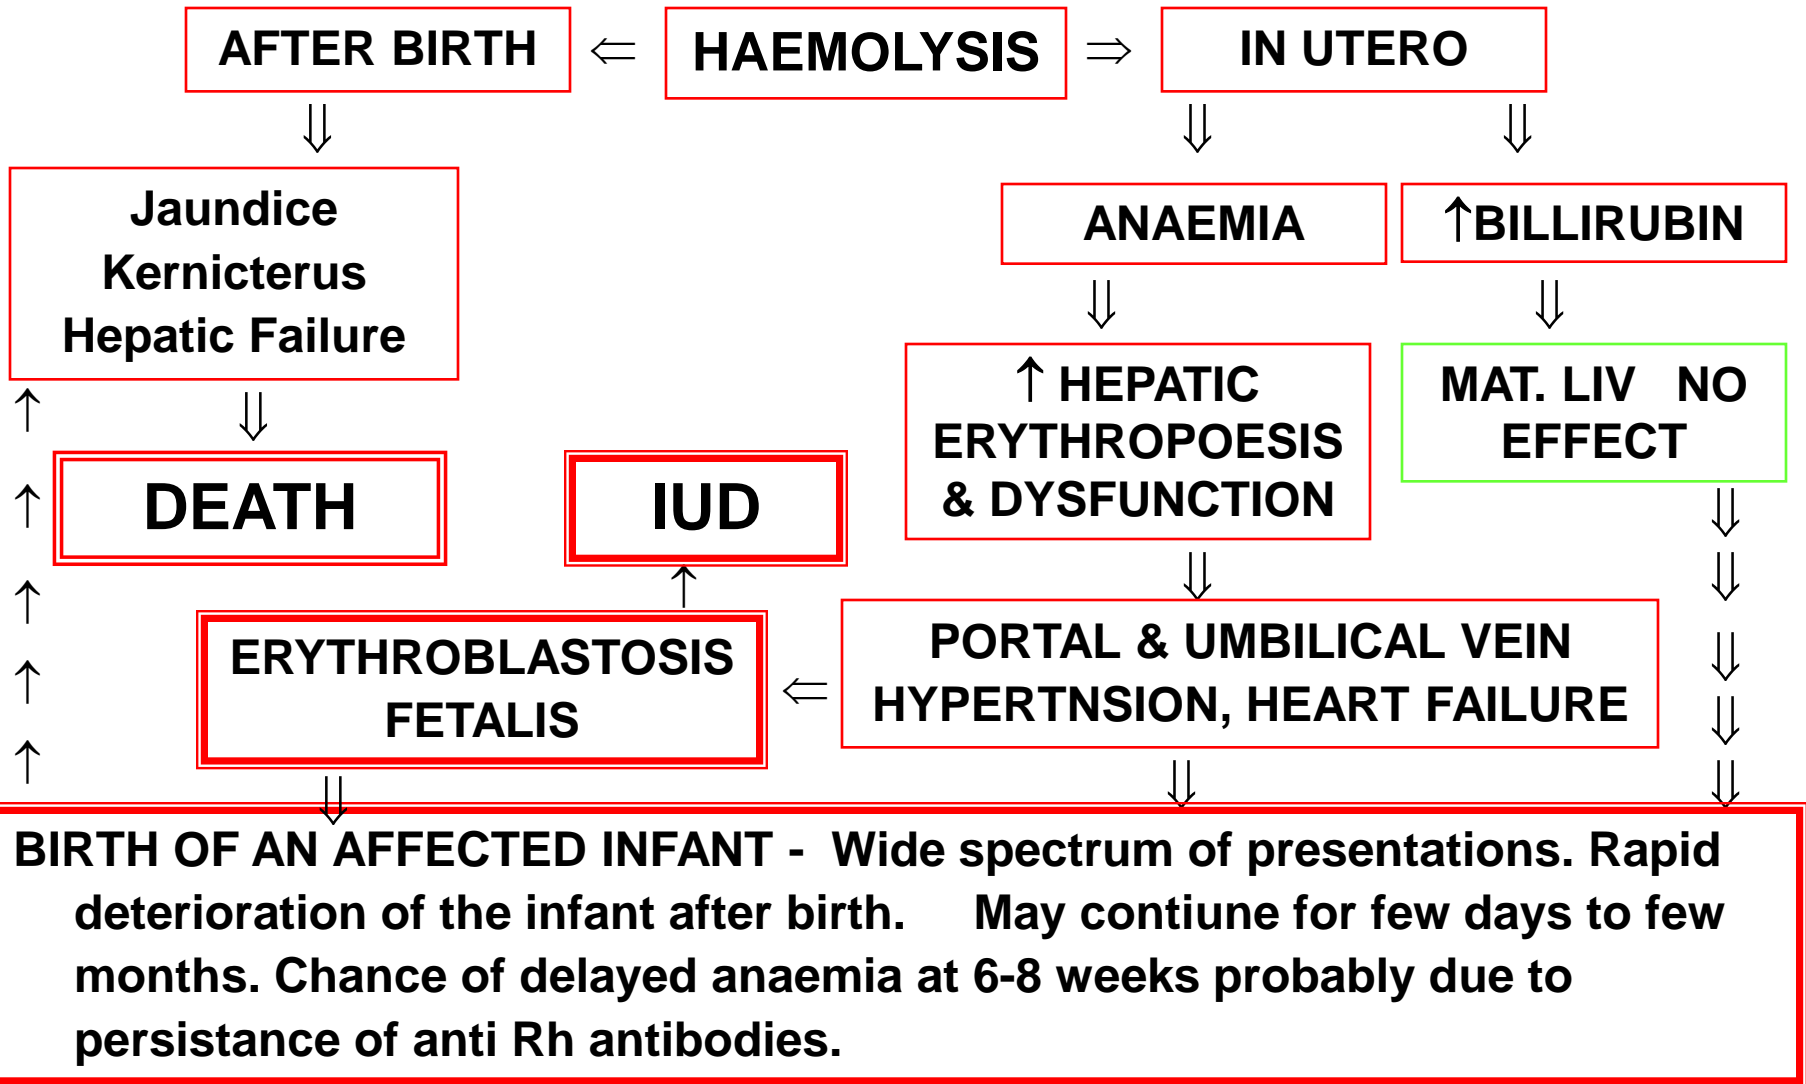 AFTER BIRTH ⇐ HAEMOLYSIS ⇒ IN UTERO
⇓ ⇓ ⇓
Jaundice
Kernicterus
Hepatic Failure
ANAEMIA
↑BILLIRUBIN
⇓ ⇓
↑ HEPATIC
ERYTHROPOESIS
& DYSFUNCTION
MAT. LIV NO
EFFECT
↑ ⇓
DEATH
IUD
↑ ⇓
↑ ↑ ⇓ ⇓
ERYTHROBLASTOSIS
FETALIS
⇐
PORTAL & UMBILICAL VEIN
HYPERTNSION, HEART FAILURE
↑ ⇓
↑ ⇓
⇓ ⇓ ⇓
BIRTH OF AN AFFECTED INFANT - Wide spectrum of presentations. Rapid
deterioration of the infant after birth. May contiune for few days to few
months. Chance of delayed anaemia at 6-8 weeks probably due to
persistance of anti Rh antibodies.